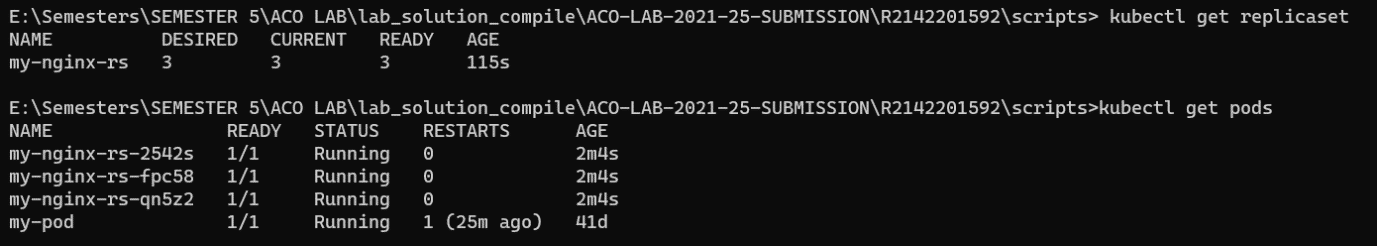 E:\Semesters\SEMESTER 5\ACO LAB\lab_solution_compile\ACO-LAB-2021-25-SUBMISSION\R2142201592\scripts> kubectl get replicaset
NAME          DESIRED   CURRENT   READY   AGE
my-nginx-rs   3         3         3       115s

E:\Semesters\SEMESTER 5\ACO LAB\lab_solution_compile\ACO-LAB-2021-25-SUBMISSION\R2142201592\scripts>kubectl get pods
NAME                READY   STATUS    RESTARTS      AGE
my-nginx-rs-2542s   1/1     Running   0             2m4s
my-nginx-rs-fpc58   1/1     Running   0             2m4s
my-nginx-rs-qn5z2   1/1     Running   0             2m4s
my-pod              1/1     Running   1 (25m ago)   41d